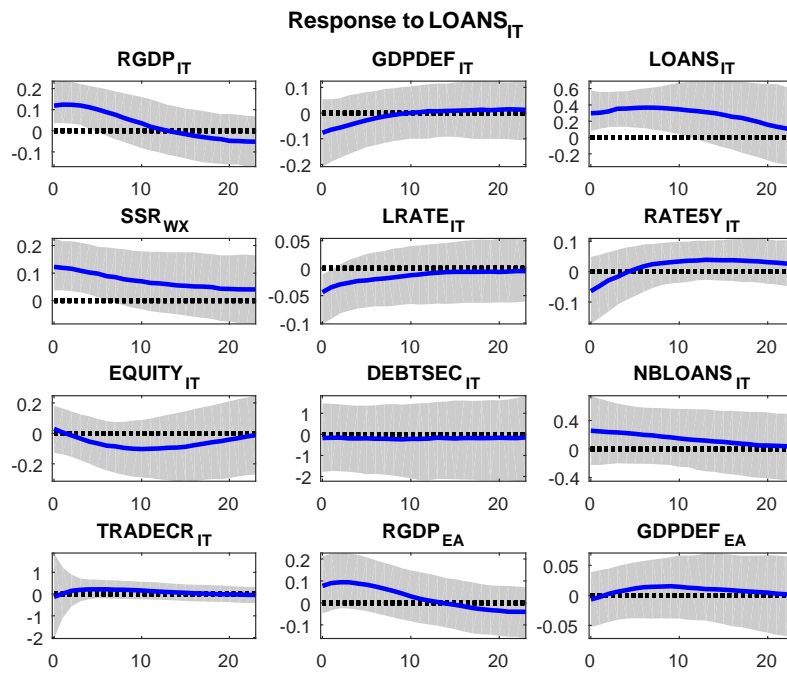 Response to LOANS_IT
RGDP_IT GDPDEF_IT LOANS_IT
0.2 0.1 0 -0.1 0.1 0 -0.1 -0.2 0.6 0.4 0.2 0 -0.2
0 10 20 0 10 20 0 10 20
SSR_WX LRATE_IT RATE5Y_IT
0.2 0.1 0 0.05 0 -0.05 -0.1 0.1 0 -0.1
0 10 20 0 10 20 0 10 20
EQUITY_IT DEBTSEC_IT NBLOANS_IT
0.2 0 -0.2 1 0 -1 -2 0.4 0 -0.4
0 10 20 0 10 20 0 10 20
TRADECR_IT RGDP_EA GDPDEF_EA
1 0 -1 -2 0.2 0.1 0 -0.1 0.05 0 -0.05
0 10 20 0 10 20 0 10 20